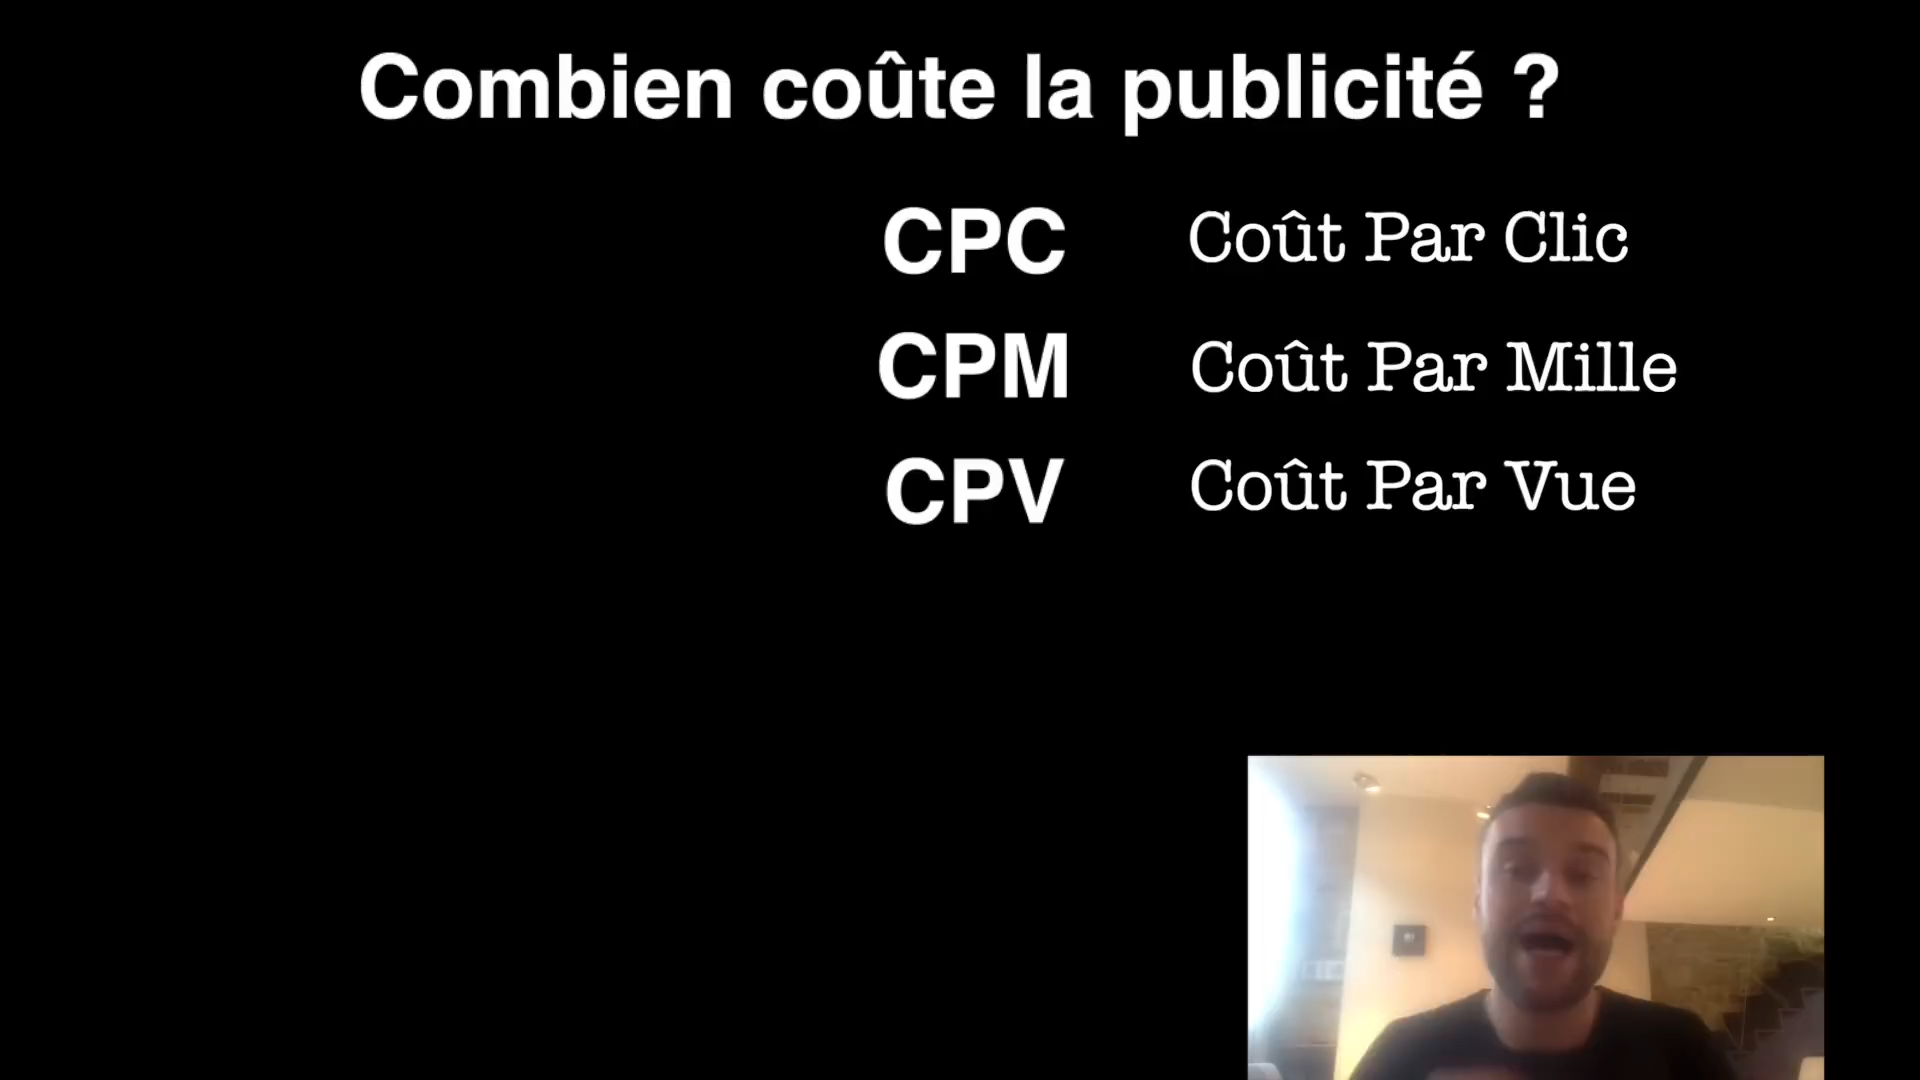 Combien coûte la publicité ?
CPC Coût Par Clic
CPM Coût Par Mille
CPV Coût Par Vue